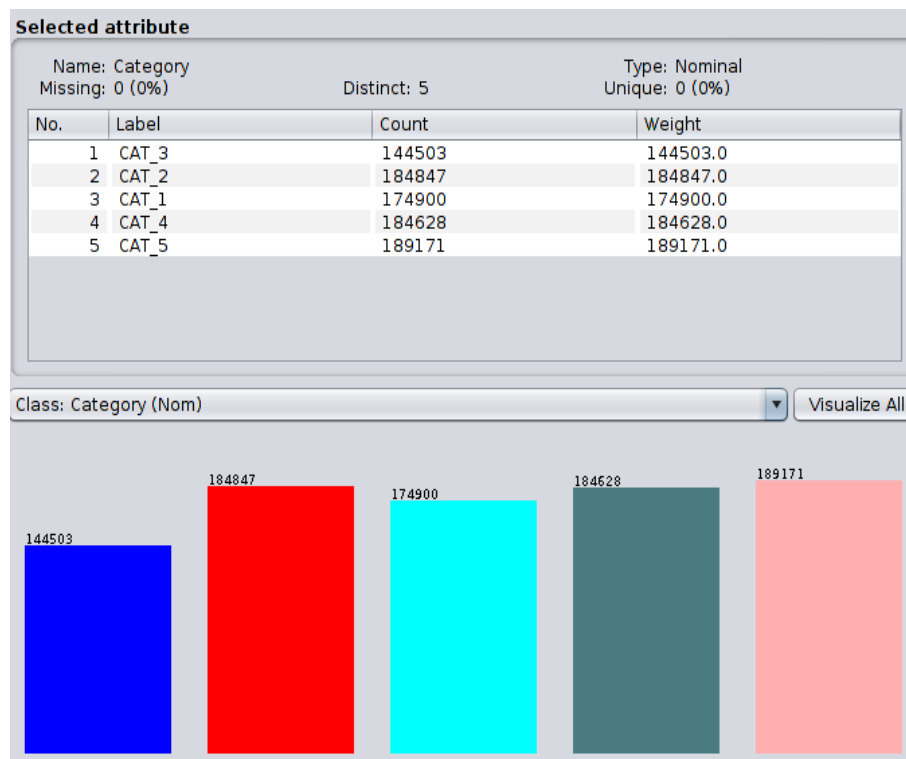 Selected attribute
Name: Category Type: Nominal
Missing: 0 (0%) Distinct: 5 Unique: 0 (0%)
No. Label Count Weight
1 CAT_3 144503 144503.0
2 CAT_2 184847 184847.0
3 CAT_1 174900 174900.0
4 CAT_4 184628 184628.0
5 CAT_5 189171 189171.0
Class: Category (Nom) Visualize All
144503 184847 174900 184628 189171